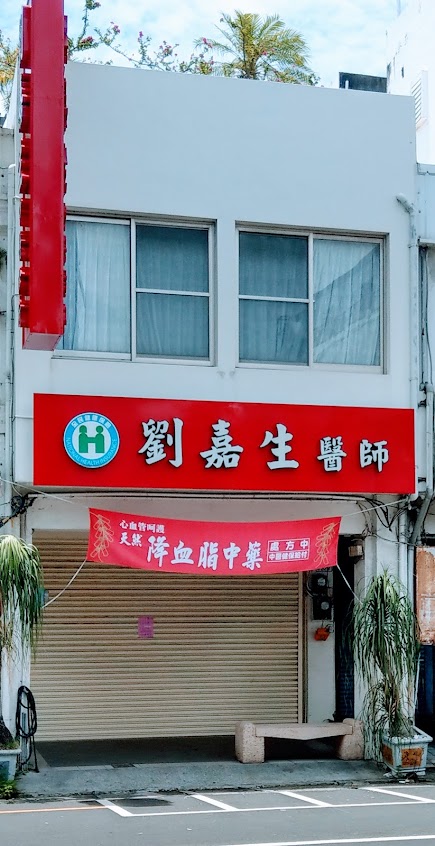 劉嘉生醫師
心血管呵護
天然降血脂中藥
處方中
中醫健保給付